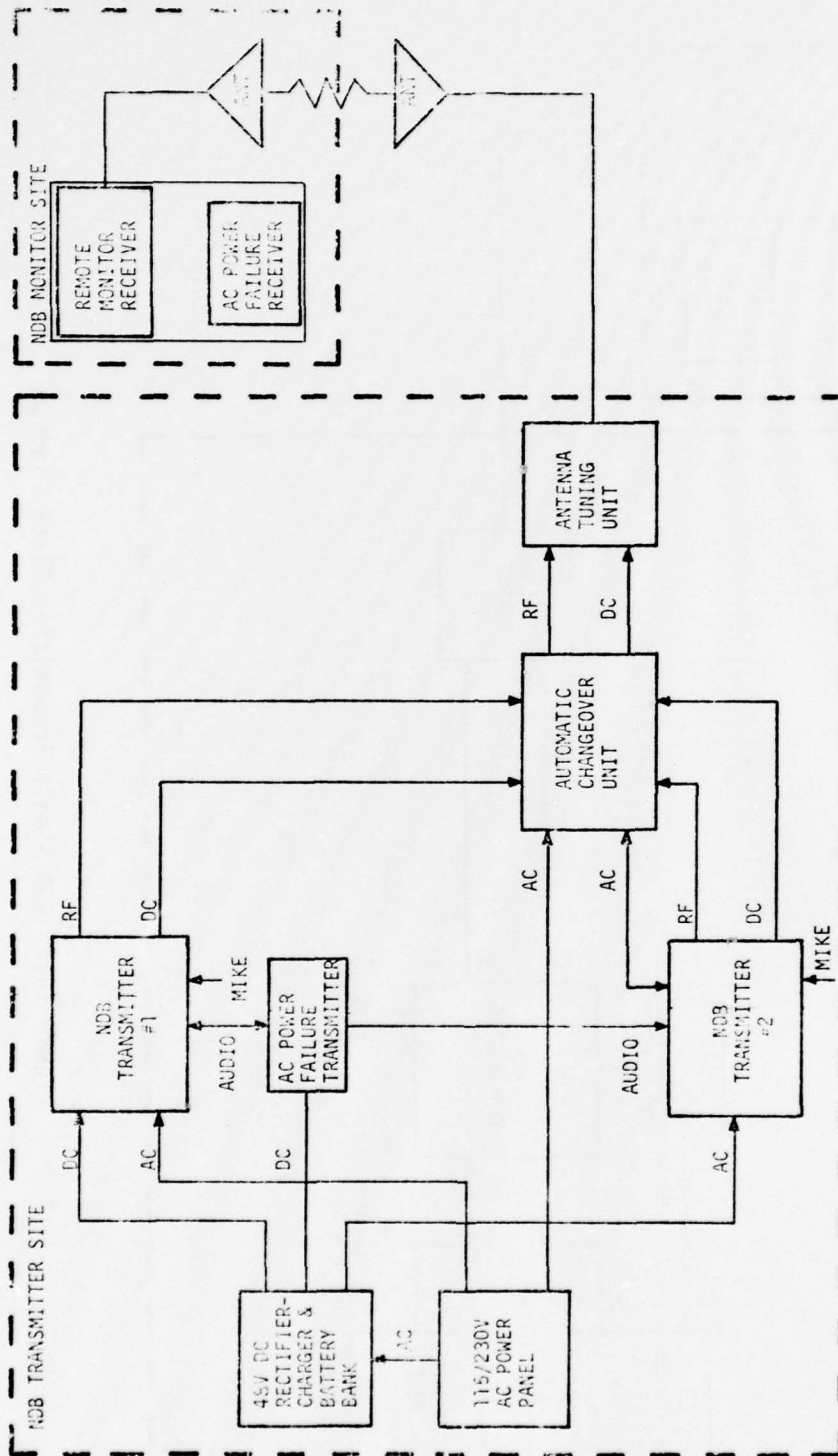 NDB TRANSMITTER SITE
48V DC
RECTIFIER-
CHARGER &
BATTERY
BANK
AC
115/230V
AC POWER
PANEL
DC
AC
DC
AC
NDB
TRANSMITTER
#1
AUDIO
MIKE
AC POWER
FAILURE
TRANSMITTER
AUDIO
NDB
TRANSMITTER
#2
MIKE
RF
DC
AC
AC
RF
DC
AUTOMATIC
CHANGEOVER
UNIT
RF
DC
ANTENNA
TUNING
UNIT
NDB MONITOR SITE
REMOTE
MONITOR
RECEIVER
AC POWER
FAILURE
RECEIVER
ANT
ANT